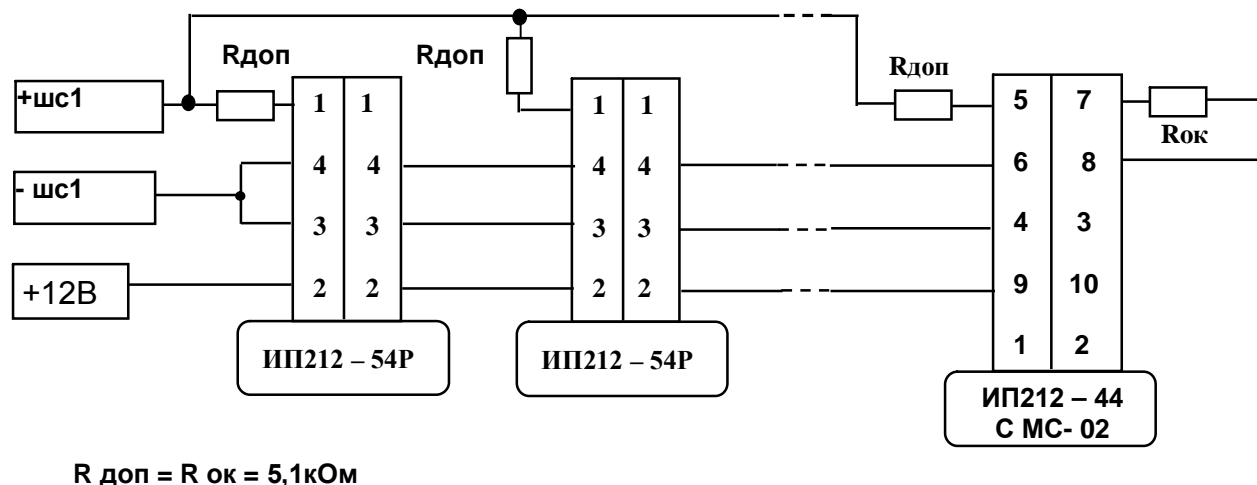 Rдоп
Rдоп
Rдоп
+шс1
1 1
1 1
5 7
Rок
- шс1
4 4
4 4
6 8
3 3
3 3
4 3
+12В
2 2
2 2
9 10
1 2
ИП212 – 54Р
ИП212 – 54Р
ИП212 – 44
С МС- 02
R доп = R ок = 5,1кОм